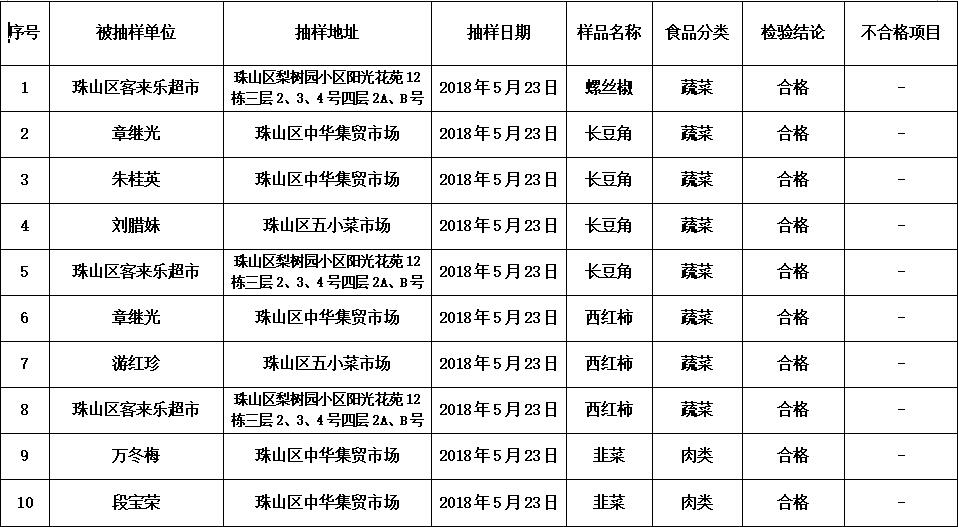 序号 被抽样单位 抽样地址 抽样日期 样品名称 食品分类 检验结论 不合格项目
1 珠山区客来乐超市 珠山区梨树园小区阳光花苑12 2018年5月23日 螺丝椒 蔬菜 合格 -
栋三层2、3、4号四层2A、B号
2 章继光 珠山区中华集贸市场 2018年5月23日 长豆角 蔬菜 合格 -
3 朱桂英 珠山区中华集贸市场 2018年5月23日 长豆角 蔬菜 合格 -
4 刘腊妹 珠山区五小菜市场 2018年5月23日 长豆角 蔬菜 合格 -
5 珠山区客来乐超市 珠山区梨树园小区阳光花苑12 2018年5月23日 长豆角 蔬菜 合格 -
栋三层2、3、4号四层2A、B号
6 章继光 珠山区中华集贸市场 2018年5月23日 西红柿 蔬菜 合格 -
7 游红珍 珠山区五小菜市场 2018年5月23日 西红柿 蔬菜 合格 -
8 珠山区客来乐超市 珠山区梨树园小区阳光花苑12 2018年5月23日 西红柿 蔬菜 合格 -
栋三层2、3、4号四层2A、B号
9 万冬梅 珠山区中华集贸市场 2018年5月23日 韭菜 肉类 合格 -
10 段宝荣 珠山区中华集贸市场 2018年5月23日 韭菜 肉类 合格 -